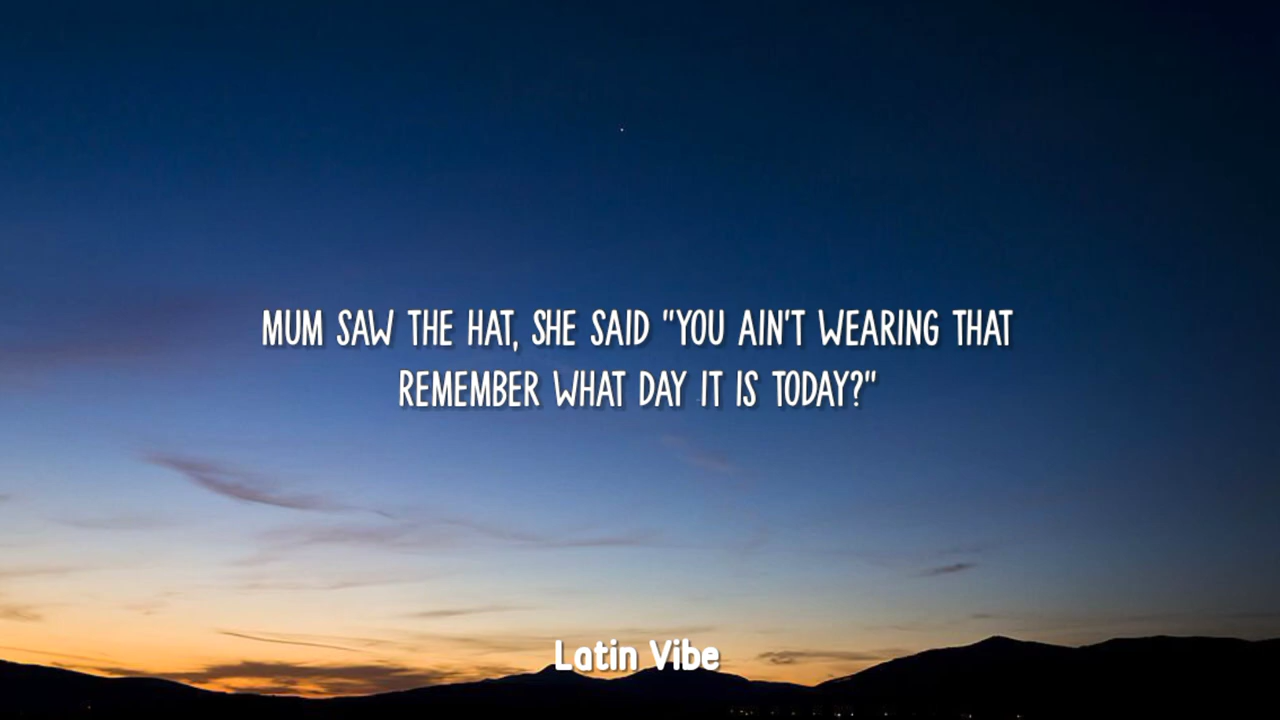 MUM SAW THE HAT, SHE SAID "YOU AIN'T WEARING THAT
REMEMBER WHAT DAY IT IS TODAY?"
Latin Vibe